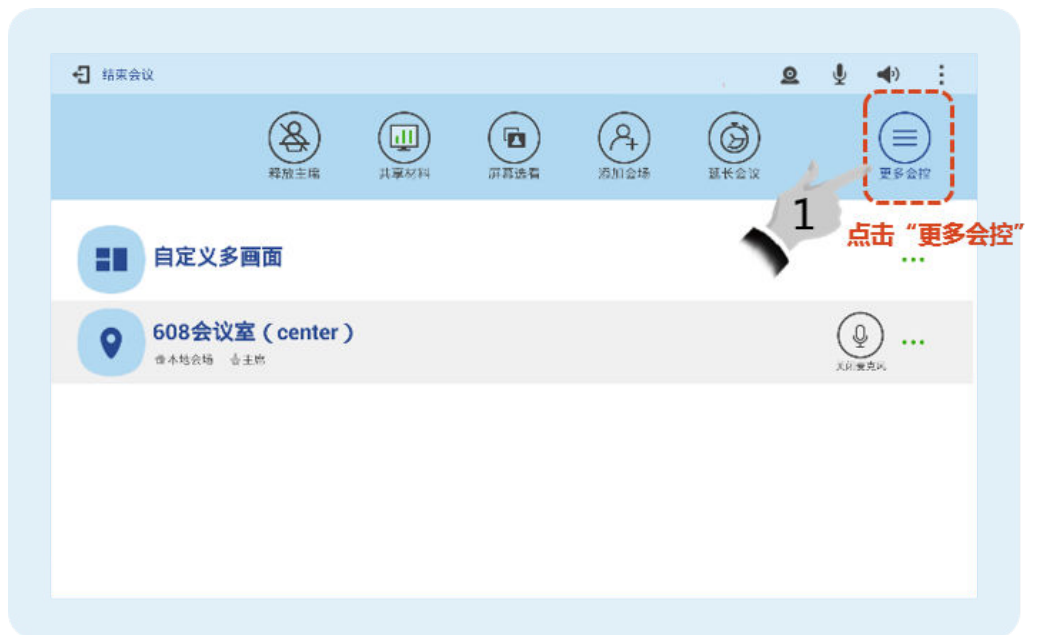 结束会议
释放主席 共享材料 屏幕选看 添加会场 延长会议 更多会控
1
点击“更多会控”
自定义多画面
608会议室（center）
本地会场 主席
关闭麦克风